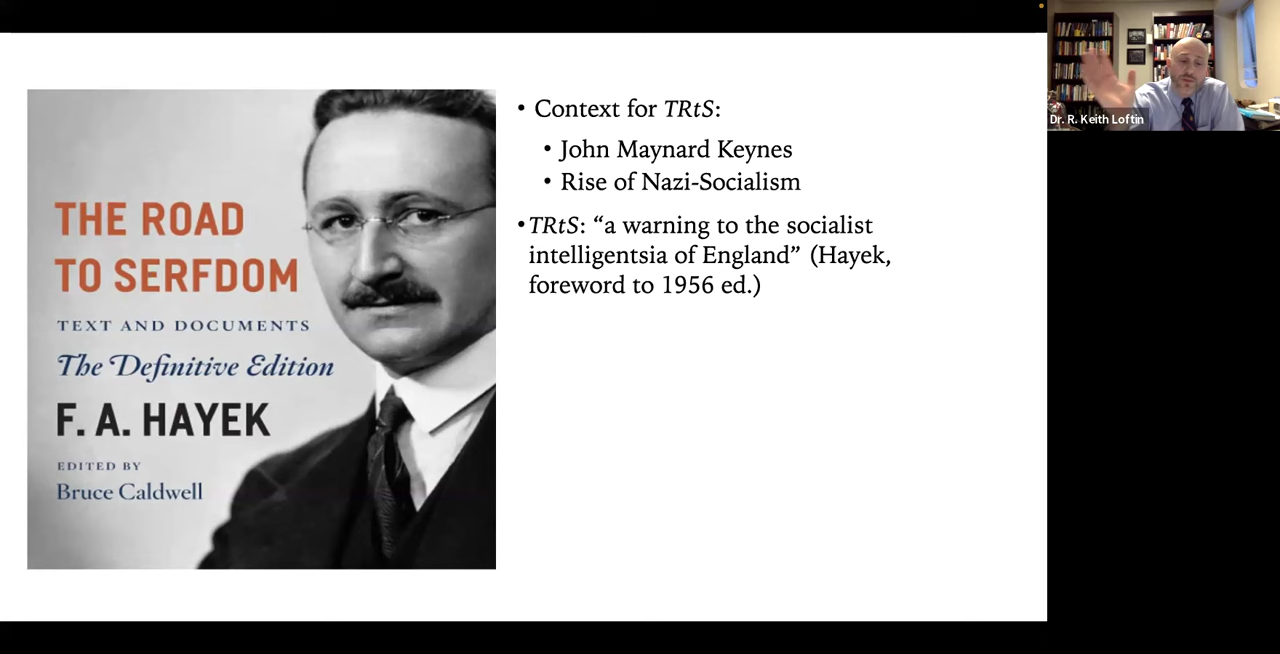 THE ROAD
TO SERFDOM
TEXT AND DOCUMENTS
The Definitive Edition
F. A. HAYEK
EDITED BY
Bruce Caldwell
• Context for TRtS:
• John Maynard Keynes
• Rise of Nazi-Socialism
• TRtS: “a warning to the socialist
intelligentsia of England” (Hayek,
foreword to 1956 ed.)
Dr. R. Keith Loftin